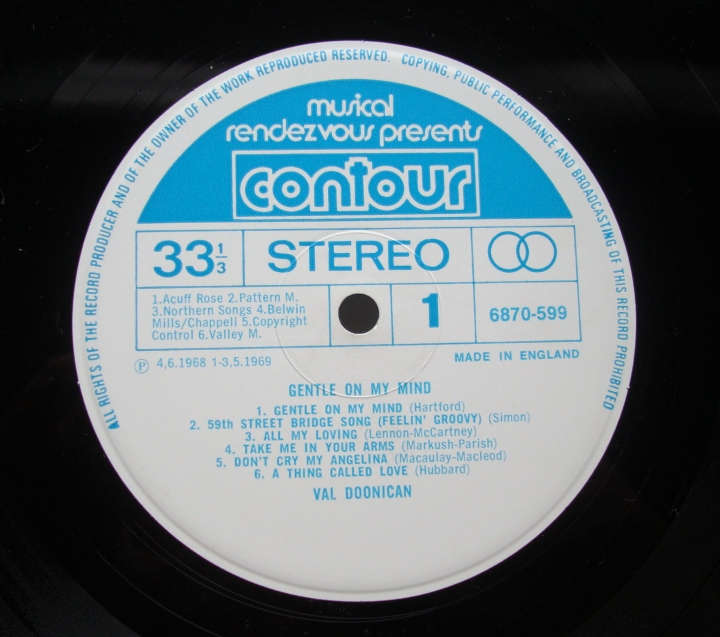 ALL RIGHTS OF THE RECORD PRODUCER AND OF THE OWNER OF THE WORK REPRODUCED RESERVED. COPYING, PUBLIC PERFORMANCE AND BROADCASTING OF THIS RECORD PROHIBITED
musical
rendezvous presents
contour
33 1/3
STEREO
1.Acuff Rose 2.Pattern M.
3.Northern Songs 4.Belwin
Mills/Chappell 5.Copyright
Control 6.Valley M.
1
6870-599
Ⓟ 4,6.1968 1-3,5.1969
MADE IN ENGLAND
GENTLE ON MY MIND
1. GENTLE ON MY MIND (Hartford)
2. 59th STREET BRIDGE SONG (FEELIN' GROOVY) (Simon)
3. ALL MY LOVING (Lennon-McCartney)
4. TAKE ME IN YOUR ARMS (Markush-Parish)
5. DON'T CRY MY ANGELINA (Macaulay-Macleod)
6. A THING CALLED LOVE (Hubbard)
VAL DOONICAN